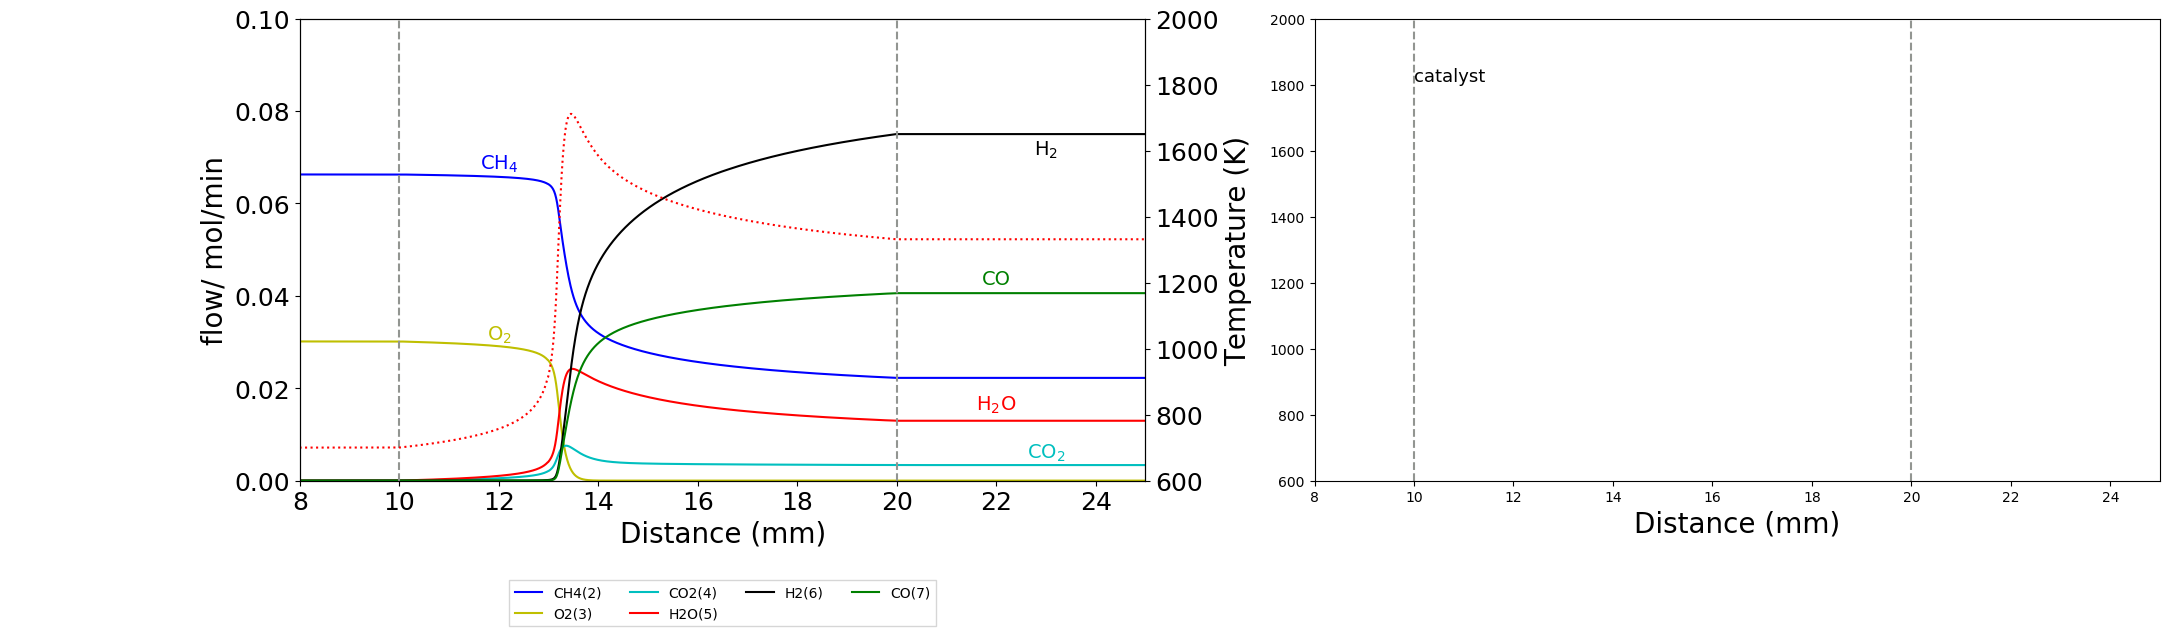 0.10
0.08
0.06
0.04
0.02
0.00
flow/ mol/min
CH₄
O₂
H₂
CO
H₂O
CO₂
2000
1800
1600
1400
1200
1000
800
600
Temperature (K)
8 10 12 14 16 18 20 22 24
Distance (mm)
CH4(2) CO2(4) H2(6) CO(7)
O2(3) H2O(5)
2000
1800
1600
1400
1200
1000
800
600
catalyst
8 10 12 14 16 18 20 22 24
Distance (mm)